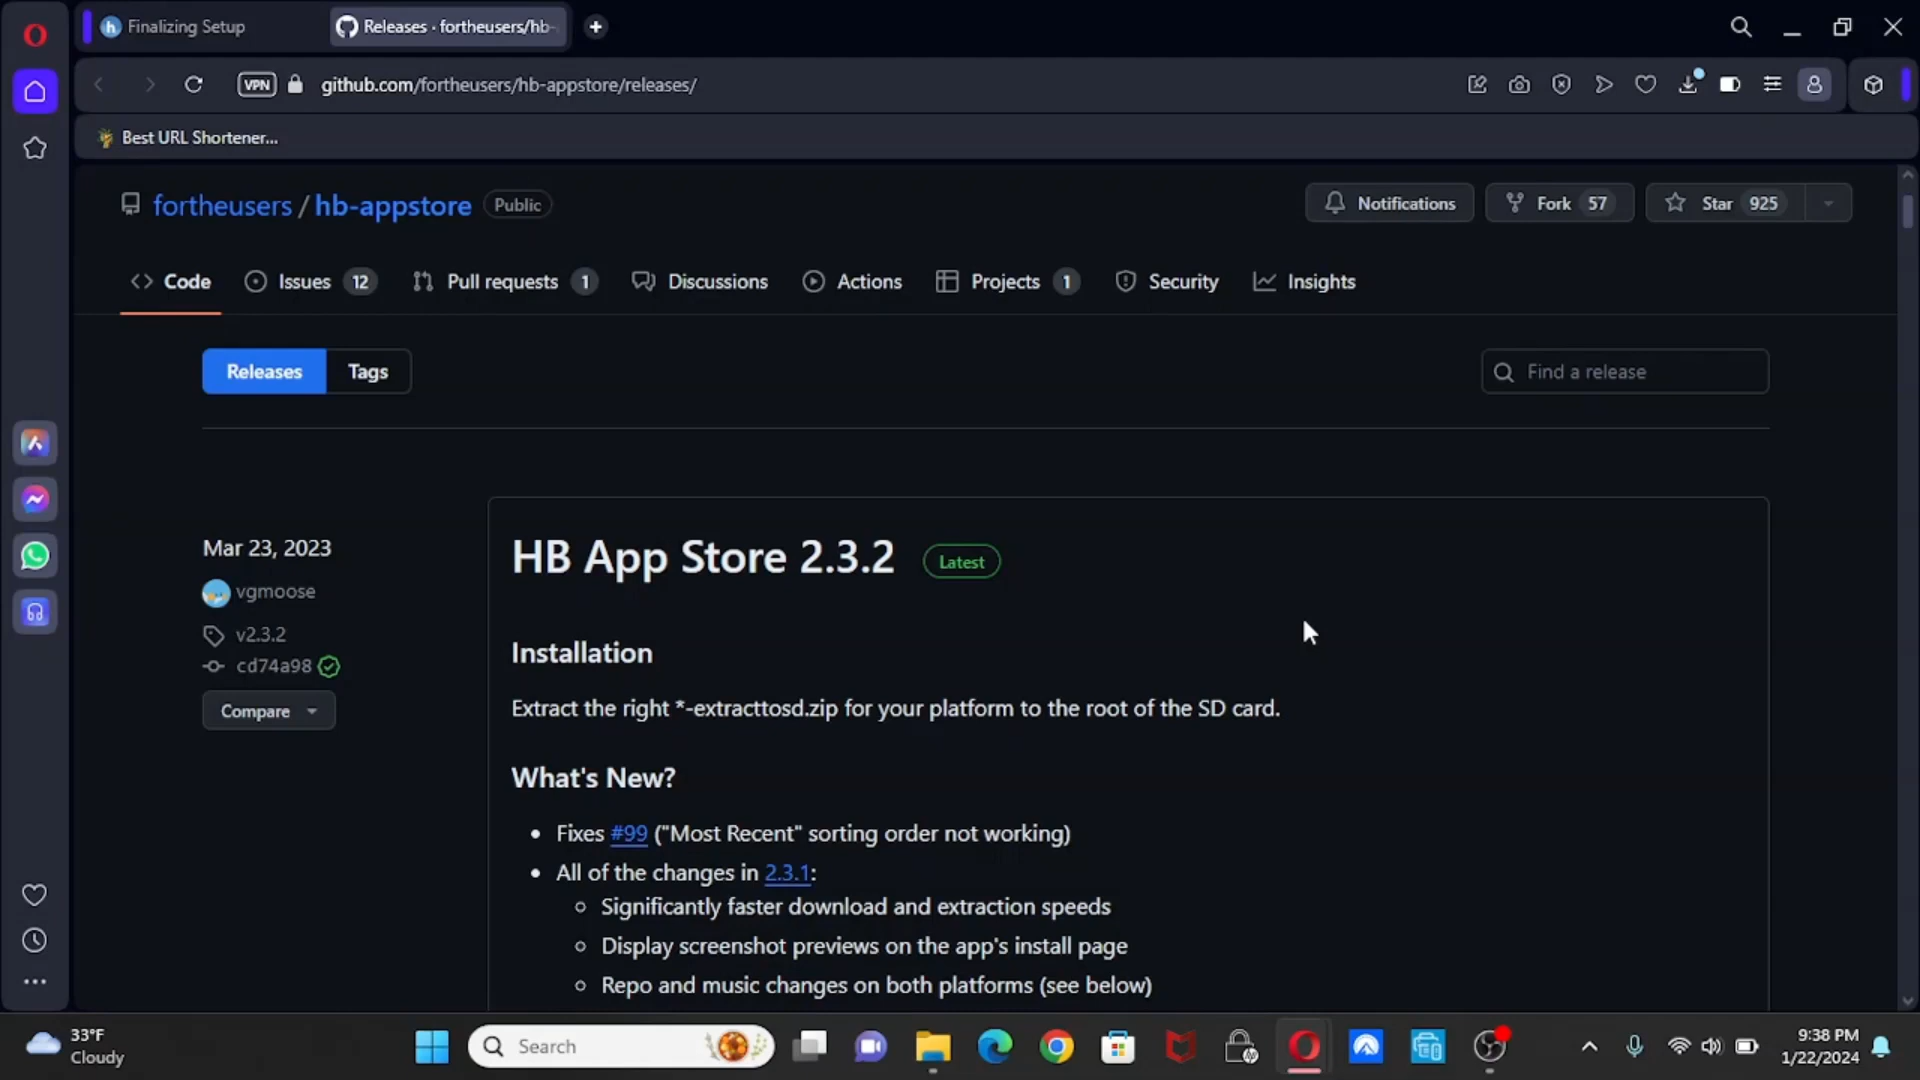 Finalizing Setup
Releases · fortheusers/hb-
VPN
github.com/fortheusers/hb-appstore/releases/
Best URL Shortener...
fortheusers / hb-appstore
Public
Notifications
Fork 57
Star 925
Code
Issues 12
Pull requests 1
Discussions
Actions
Projects 1
Security
Insights
Releases
Tags
Find a release
Mar 23, 2023
vgmoose
v2.3.2
cd74a98
Compare
HB App Store 2.3.2
Latest
Installation
Extract the right *-extracttosd.zip for your platform to the root of the SD card.
What's New?
Fixes #99 ("Most Recent" sorting order not working)
All of the changes in 2.3.1:
Significantly faster download and extraction speeds
Display screenshot previews on the app's install page
Repo and music changes on both platforms (see below)
33°F
Cloudy
Search
9:38 PM
1/22/2024